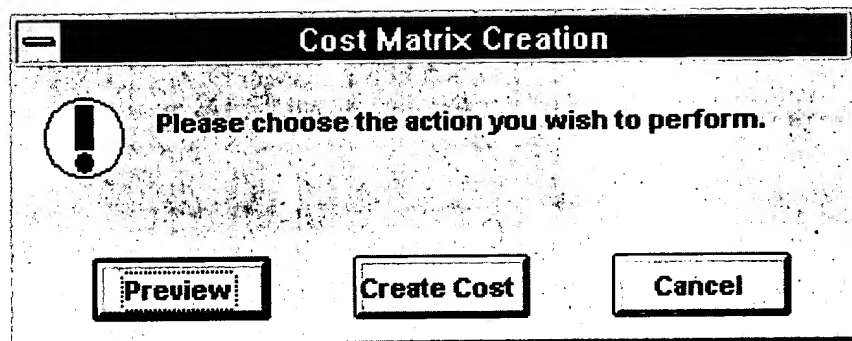 Cost Matrix Creation
Please choose the action you wish to perform.
Preview Create Cost Cancel